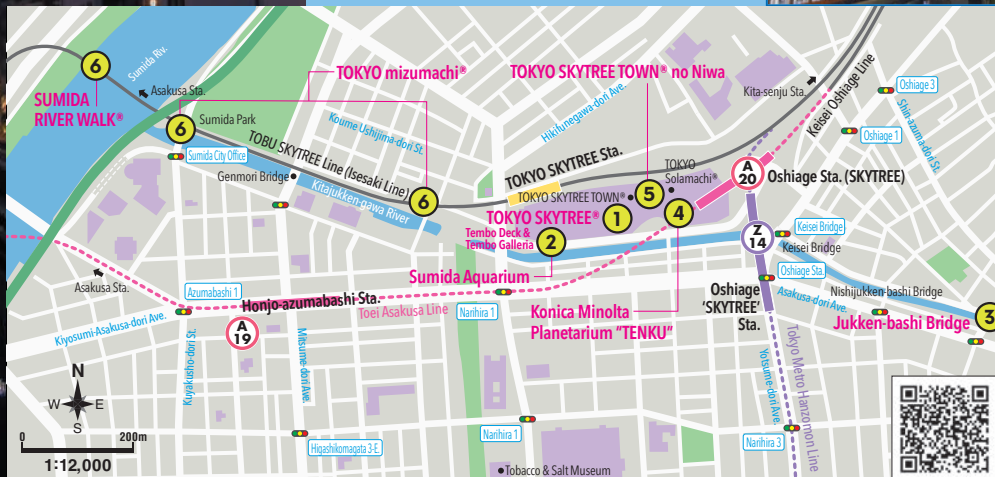 6
SUMIDA
RIVER WALK®
Sumida Riv.
Asakusa Sta.
6
Sumida Park
TOKYO mizumachi®
TOKYO SKYTREE TOWN® no Niwa
Koume Ushijima-dori St.
Hikifunegawa-dori Ave.
Kita-senju Sta.
Keisei Oshiage Line
Oshiage 3
Shin-azuma-dori St.
Oshiage 1
Sumida City Office
Genmori Bridge
TOBU SKYTREE Line (Isesaki Line)
Kitajukken-gawa River
6
TOKYO SKYTREE Sta.
TOKYO
Solamachi®
A
20
Oshiage Sta. (SKYTREE)
TOKYO SKYTREE TOWN®
5
TOKYO SKYTREE®
1
4
Tembo Deck &
Tembo Galleria
2
Z
14
Keisei Bridge
Keisei Bridge
Sumida Aquarium
Oshiage Sta.
Asakusa-dori Ave.
Nishijukken-bashi Bridge
Asakusa Sta.
Azumabashi 1
Honjo-azumabashi Sta.
Toei Asakusa Line
Narihira 1
Konica Minolta
Planetarium "TENKU"
Oshiage
'SKYTREE'
Sta.
Jukken-bashi Bridge
3
Kiyosumi-Asakusa-dori Ave.
A
19
Kuyakusho-dori St.
Mitsume-dori Ave.
Yotsume-dori Ave.
Tokyo Metro Hanzomon Line
N
W
E
S
0
200m
1:12,000
Higashikomagata 3-E.
Narihira 1
Narihira 3
Tobacco & Salt Museum